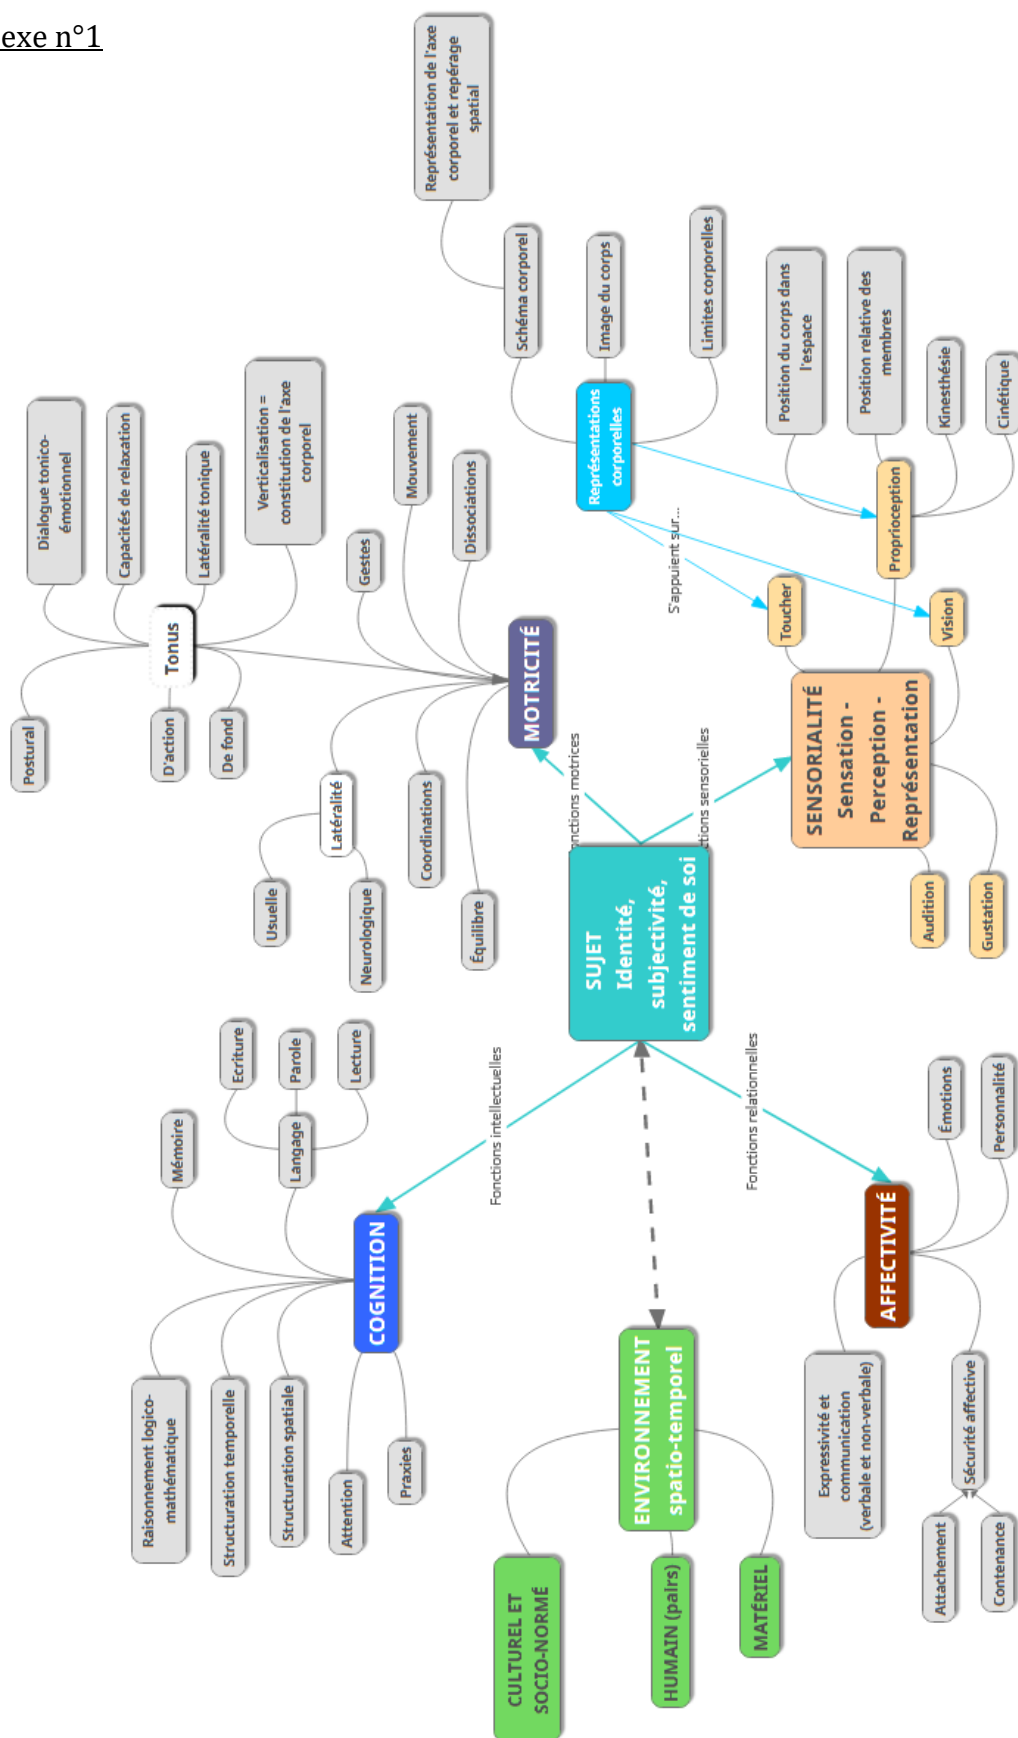 exe n°1
Postural
D'action
De fond
Tonus
Dialogue tonico-
émotionnel
Capacités de relaxation
Latéralité tonique
Verticalisation =
constitution de l'axe
corporel
Usuelle
Neurologique
Latéralité
Coordinations
Équilibre
Gestes
Mouvement
Dissociations
MOTRICITÉ
Représentation de l'axe
corporel et repérage
spatial
Schéma corporel
Image du corps
Limites corporelles
Représentations
corporelles
S'appuient sur...
Position du corps dans
l'espace
Position relative des
membres
Kinesthésie
Cinétique
Proprioception
Toucher
Vision
SENSORIALITÉ
Sensation -
Perception -
Représentation
Audition
Gustation
nctions motrices
ctions sensorielles
SUJET
Identité,
subjectivité,
sentiment de soi
Fonctions intellectuelles
Fonctions relationnelles
Mémoire
Ecriture
Parole
Lecture
Langage
COGNITION
Raisonnement logico-
mathématique
Structuration temporelle
Structuration spatiale
Attention
Praxies
ENVIRONNEMENT
spatio-temporel
CULTUREL ET
SOCIO-NORMÉ
HUMAIN (pairs)
MATÉRIEL
AFFECTIVITÉ
Émotions
Personnalité
Expressivité et
communication
(verbale et non-verbale)
Sécurité affective
Attachement
Contenance